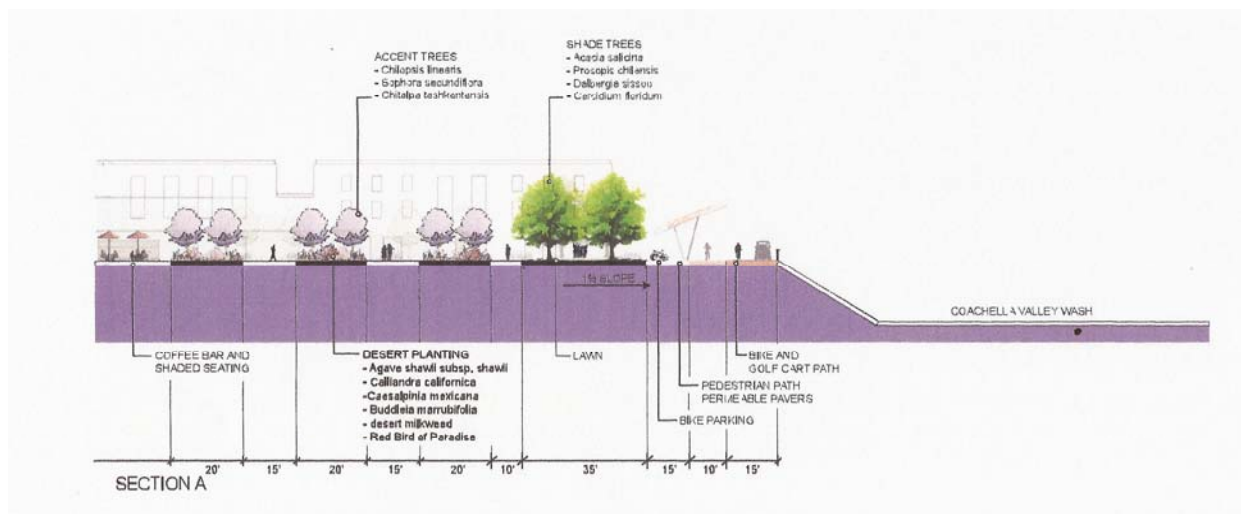 ACCENT TREES
- Chilopsis linearis
- Sophora secundiflora
- Chitalpa tashkentensis
SHADE TREES
- Acacia salicina
- Prosopis chilensis
- Dalbergia sissoo
- Cercidium floridum
1% SLOPE
COACHELLA VALLEY WASH
COFFEE BAR AND
SHADED SEATING
DESERT PLANTING
- Agave shawii subsp. shawii
- Calliandra californica
-Caesalpinia mexicana
- Buddleia marrubifolia
- desert milkweed
- Red Bird of Paradise
LAWN
BIKE AND
GOLF CART PATH
PEDESTRIAN PATH
PERMEABLE PAVERS
BIKE PARKING
20' 15' 20' 15' 20' 10' 35' 15' 10' 15'
SECTION A